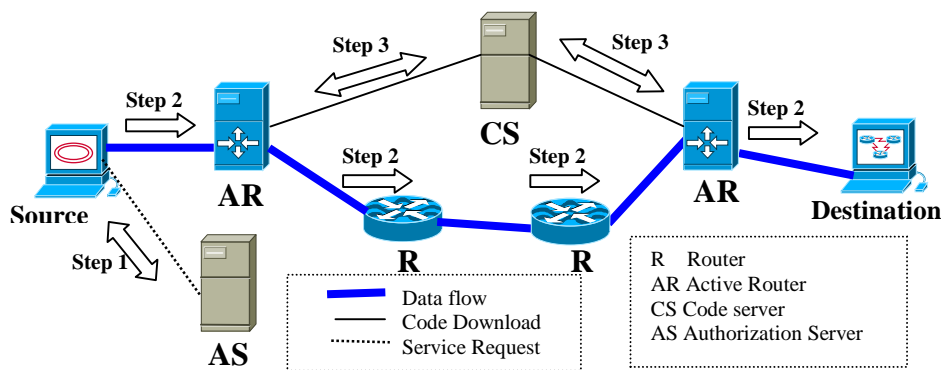 Step 3
Step 3
Step 2
CS
Step 2
AR
Step 2
Step 2
AR
Source
Destination
Step 1
R
R
AS
Data flow
Code Download
Service Request
R Router
AR Active Router
CS Code server
AS Authorization Server